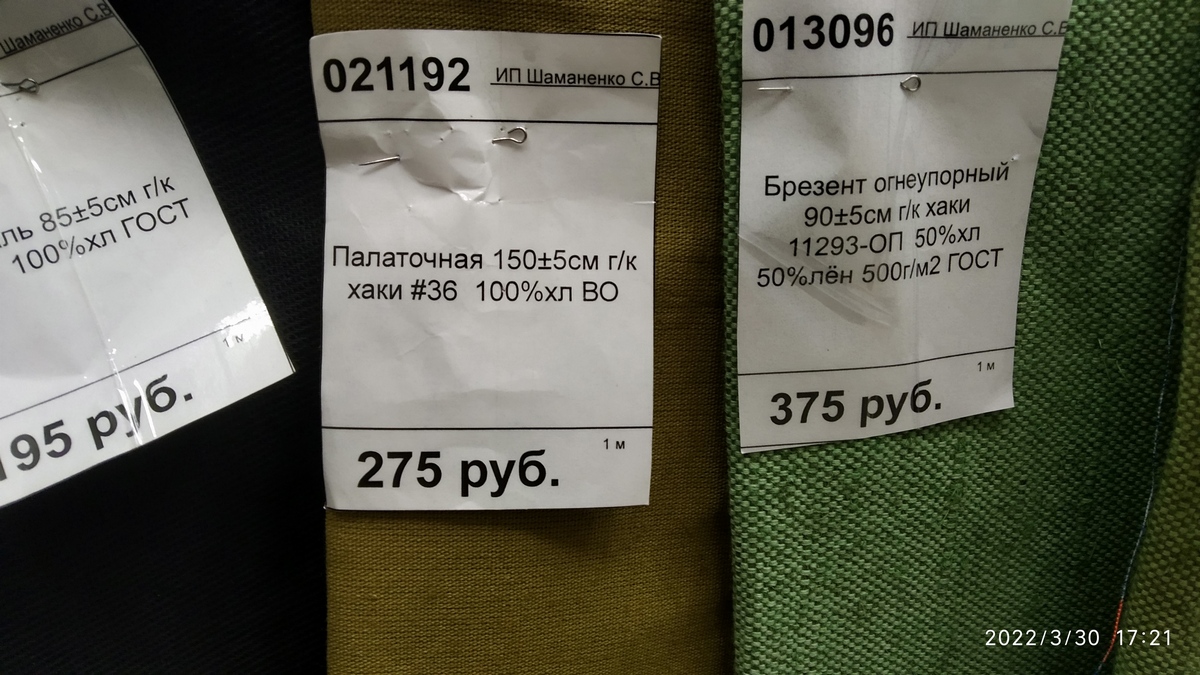 Шаманенко С.В
85±5см г/к
100%хл ГОСТ
1 м
195 руб.
021192 ИП Шаманенко С.В
Палаточная 150±5см г/к
хаки #36 100%хл ВО
1 м
275 руб.
013096 ИП Шаманенко С.В
Брезент огнеупорный
90±5см г/к хаки
11293-ОП 50%хл
50%лён 500г/м2 ГОСТ
1 м
375 руб.
2022/3/30 17:21